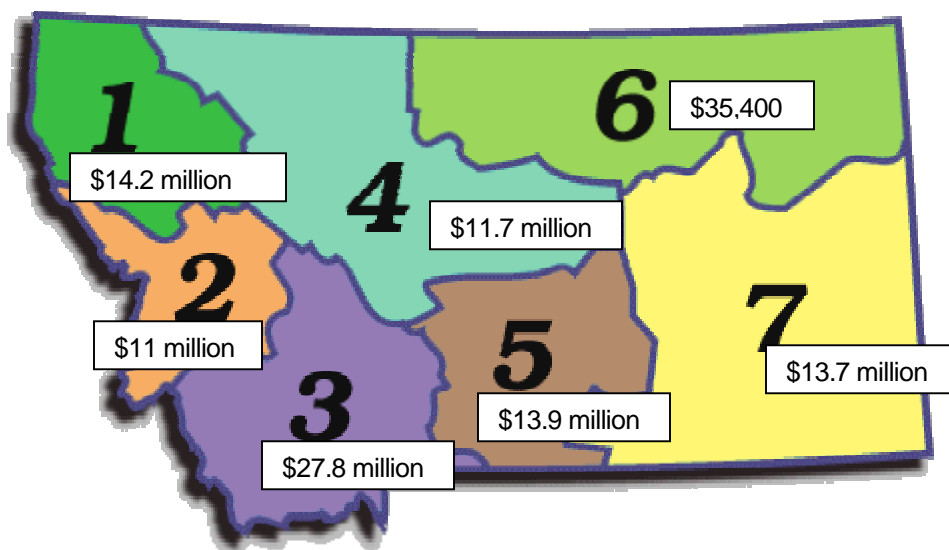 1
$14.2 million
6
$35,400
4
$11.7 million
2
$11 million
7
$13.7 million
5
$13.9 million
3
$27.8 million